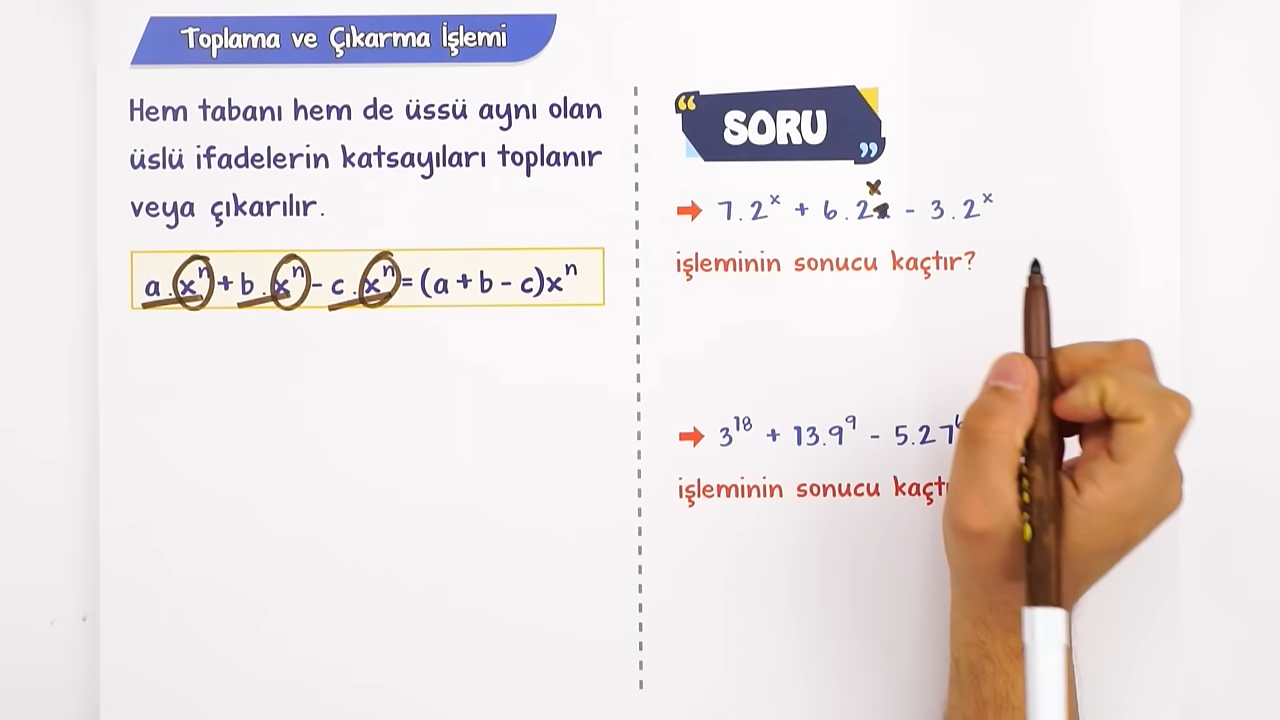 Toplama ve Çıkarma İşlemi
Hem tabanı hem de üssü aynı olan
üslü ifadelerin katsayıları toplanır
veya çıkarılır.
a.xⁿ + b.xⁿ - c.xⁿ = (a + b - c)xⁿ
“ SORU ”
7.2ˣ + 6.2ˣ - 3.2ˣ
işleminin sonucu kaçtır?
3¹⁸ + 13.9⁹ - 5.27
işleminin sonucu